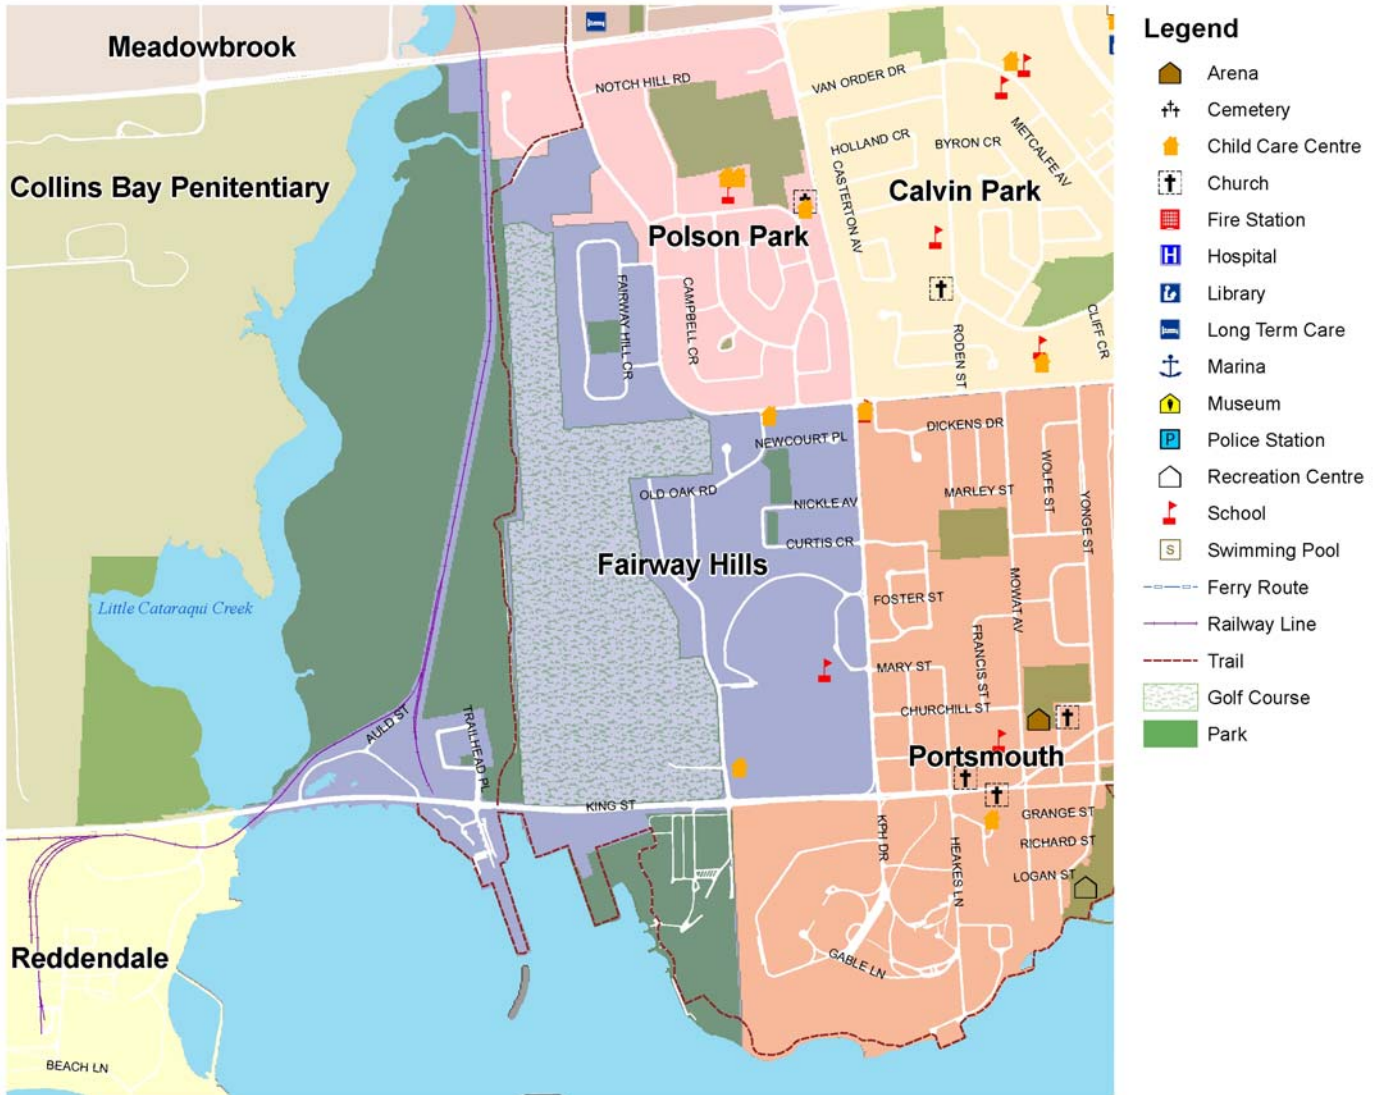 Meadowbrook
NOTCH HILL RD
VAN ORDER DR
METCALFE AV
HOLLAND CR
BYRON CR
Collins Bay Penitentiary
CASTERTON AV
Calvin Park
Polson Park
FAIRWAY HILL CR
CAMPBELL CR
RODEN ST
CLIFF CR
NEWCOURT PL
DICKENS DR
WOLFE ST
OLD OAK RD
NICKLE AV
MARLEY ST
YONGE ST
CURTIS CR
Fairway Hills
FOSTER ST
MOWAT AV
Little Cataraqui Creek
FRANCIS ST
MARY ST
AULD ST
TRAILHEAD PL
CHURCHILL ST
Portsmouth
KING ST
GRANGE ST
KPH DR
HEAKES LN
RICHARD ST
LOGAN ST
Reddendale
GABLE LN
BEACH LN
Legend
Arena
Cemetery
Child Care Centre
Church
Fire Station
H Hospital
Library
Long Term Care
Marina
Museum
P Police Station
Recreation Centre
School
S Swimming Pool
Ferry Route
Railway Line
Trail
Golf Course
Park